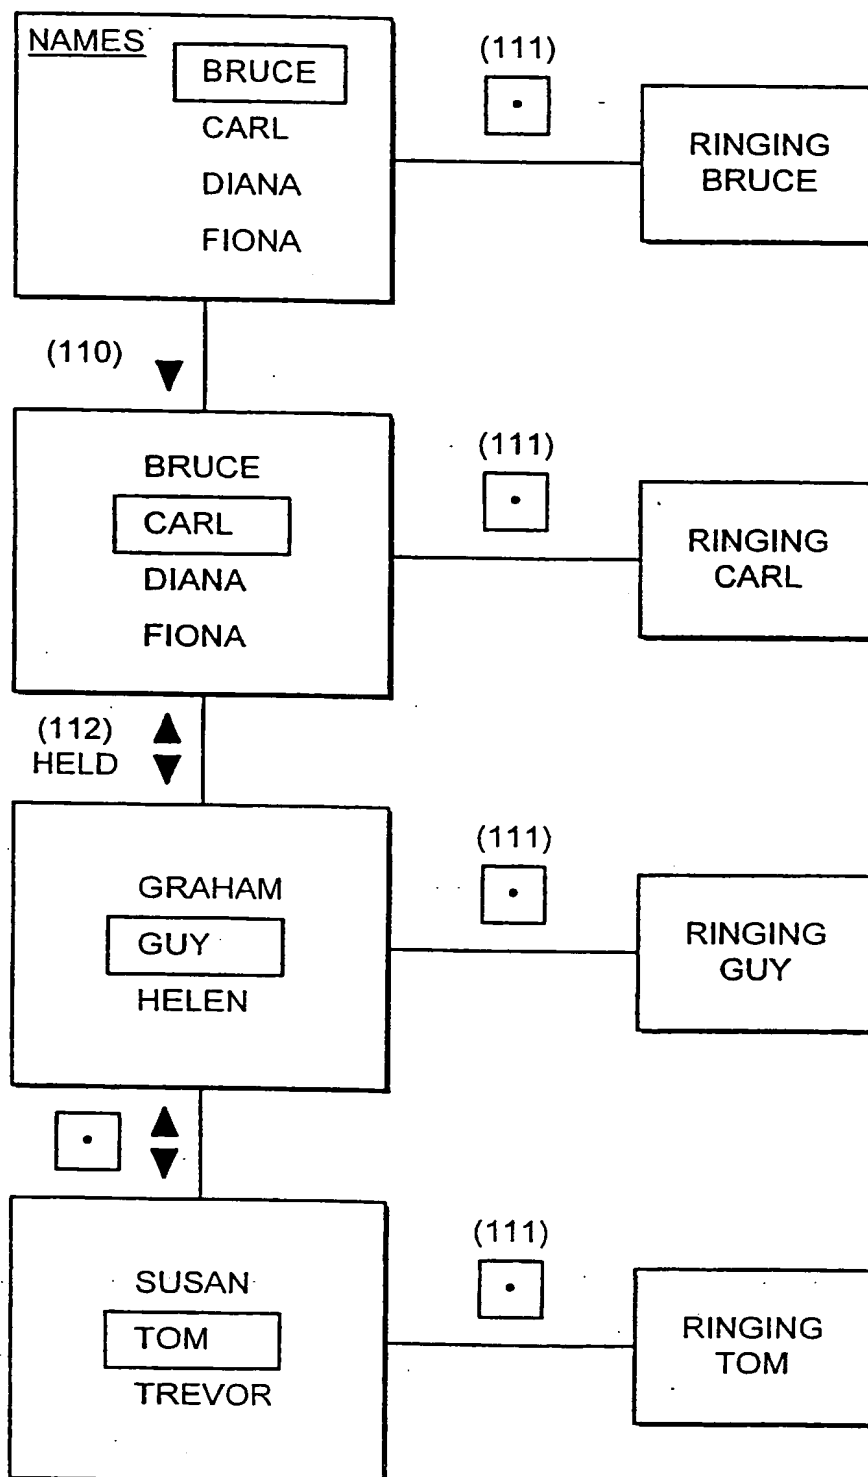 NAMES
BRUCE
CARL
DIANA
FIONA
(111)
RINGING
BRUCE
(110)
BRUCE
CARL
DIANA
FIONA
(111)
RINGING
CARL
(112)
HELD
GRAHAM
GUY
HELEN
(111)
RINGING
GUY
SUSAN
TOM
TREVOR
(111)
RINGING
TOM